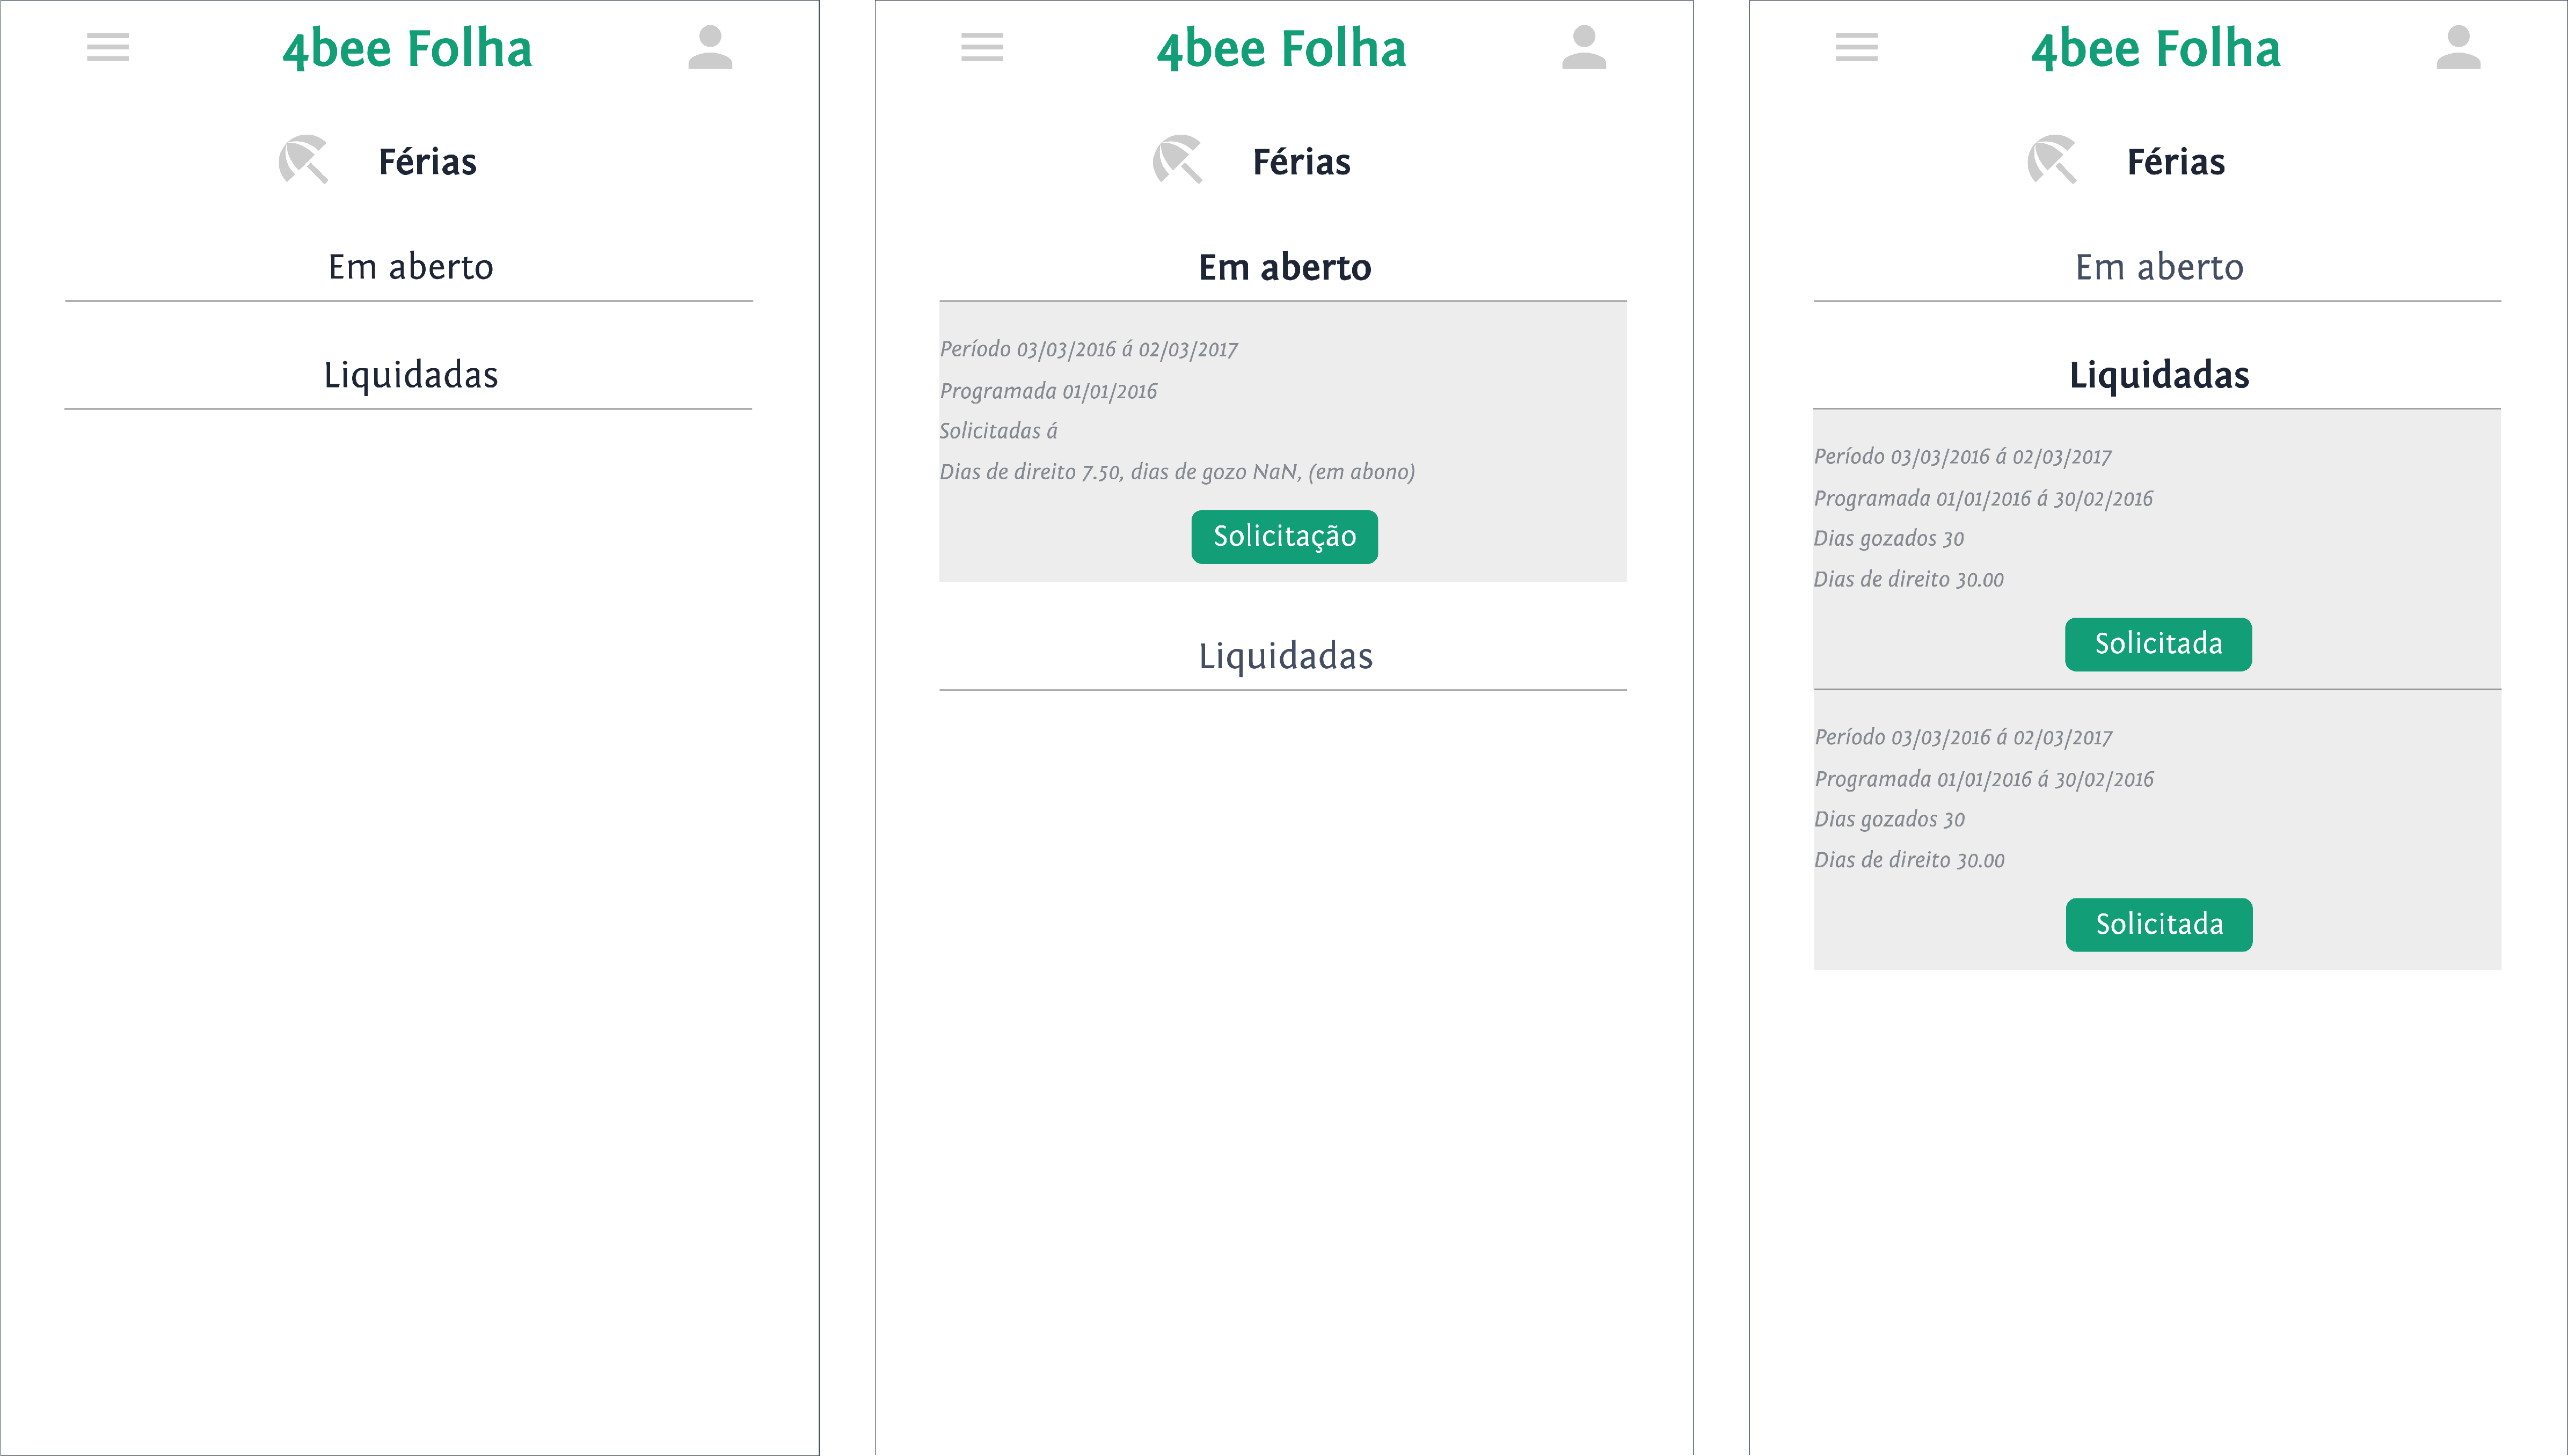 4bee Folha
Férias
Em aberto
Liquidadas
4bee Folha
Férias
Em aberto
Período 03/03/2016 á 02/03/2017
Programada 01/01/2016
Solicitadas á
Dias de direito 7.50, dias de gozo NaN, (em abono)
Solicitação
Liquidadas
4bee Folha
Férias
Em aberto
Liquidadas
Período 03/03/2016 á 02/03/2017
Programada 01/01/2016 á 30/02/2016
Dias gozados 30
Dias de direito 30.00
Solicitada
Período 03/03/2016 á 02/03/2017
Programada 01/01/2016 á 30/02/2016
Dias gozados 30
Dias de direito 30.00
Solicitada